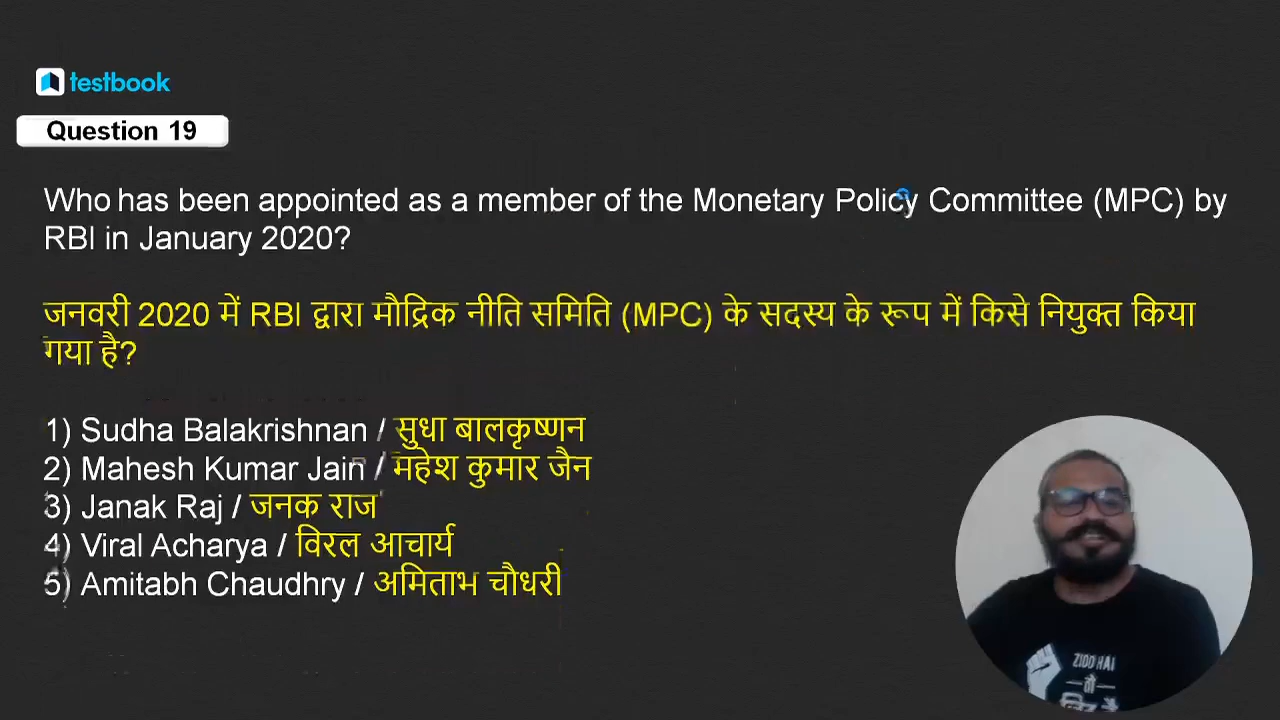 testbook
Question 19
Who has been appointed as a member of the Monetary Policy Committee (MPC) by
RBI in January 2020?
जनवरी 2020 में RBI द्वारा मौद्रिक नीति समिति (MPC) के सदस्य के रूप में किसे नियुक्त किया
गया है?
1) Sudha Balakrishnan / सुधा बालकृष्णन
2) Mahesh Kumar Jain / महेश कुमार जैन
3) Janak Raj / जनक राज
4) Viral Acharya / विरल आचार्य
5) Amitabh Chaudhry / अमिताभ चौधरी
ZIDD HAI
तो